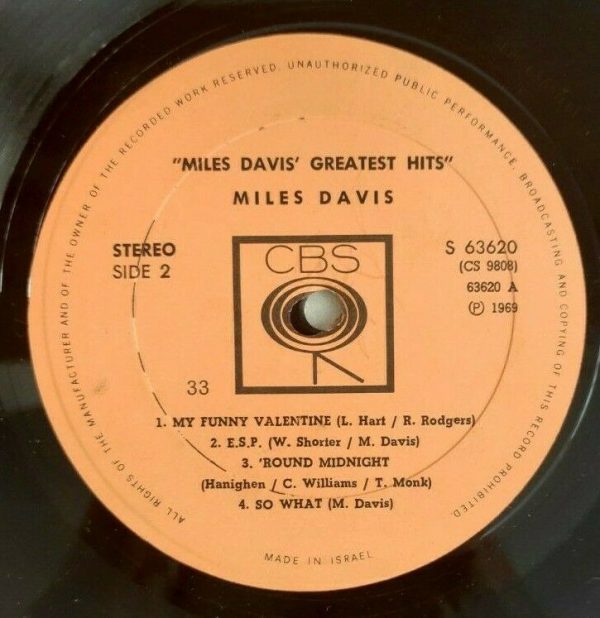 ALL RIGHTS OF THE MANUFACTURER AND OF THE OWNER OF THE RECORDED WORK RESERVED. UNAUTHORIZED PUBLIC PERFORMANCE, BROADCASTING AND COPYING OF THIS RECORD PROHIBITED.
"MILES DAVIS' GREATEST HITS"
MILES DAVIS
STEREO
SIDE 2
CBS
S 63620
(CS 9808)
63620 A
Ⓟ 1969
33
1. MY FUNNY VALENTINE (L. Hart / R. Rodgers)
2. E.S.P. (W. Shorter / M. Davis)
3. 'ROUND MIDNIGHT
(Hanighen / C. Williams / T. Monk)
4. SO WHAT (M. Davis)
MADE IN ISRAEL